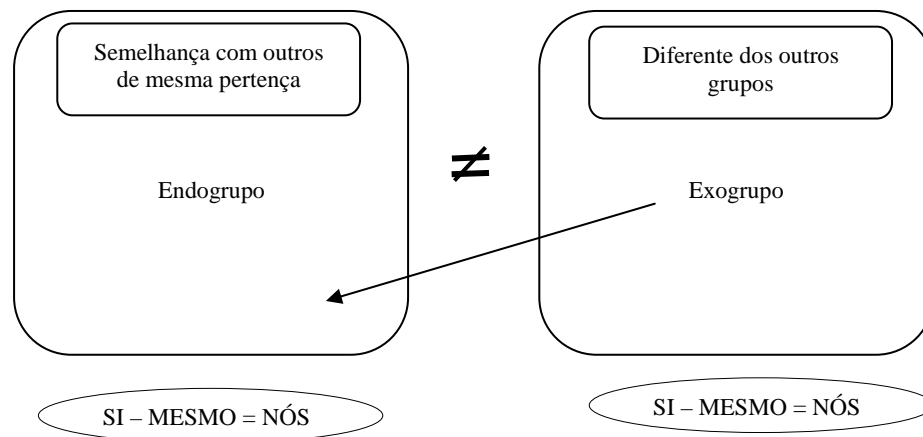 Semelhança com outros
de mesma pertença
Diferente dos outros
grupos
≠
Endogrupo
Exogrupo
SI – MESMO = NÓS
SI – MESMO = NÓS